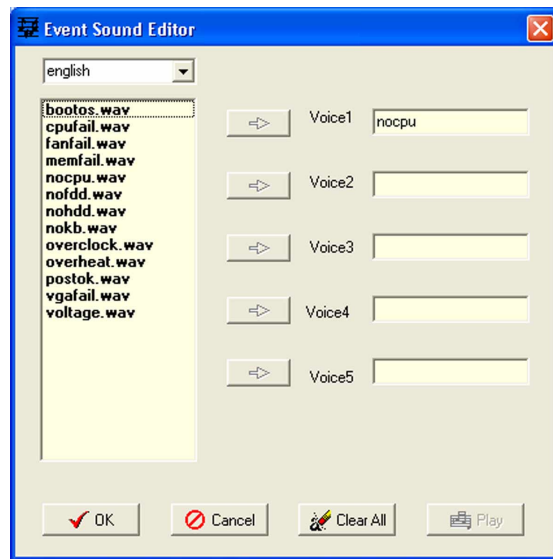 Event Sound Editor
english
bootos.wav
cpufail.wav
fanfail.wav
memfail.wav
nocpu.wav
nofdd.wav
nohdd.wav
nokb.wav
overclock.wav
overheat.wav
postok.wav
vgafail.wav
voltage.wav
Voice1 nocpu
Voice2
Voice3
Voice4
Voice5
OK Cancel Clear All Play